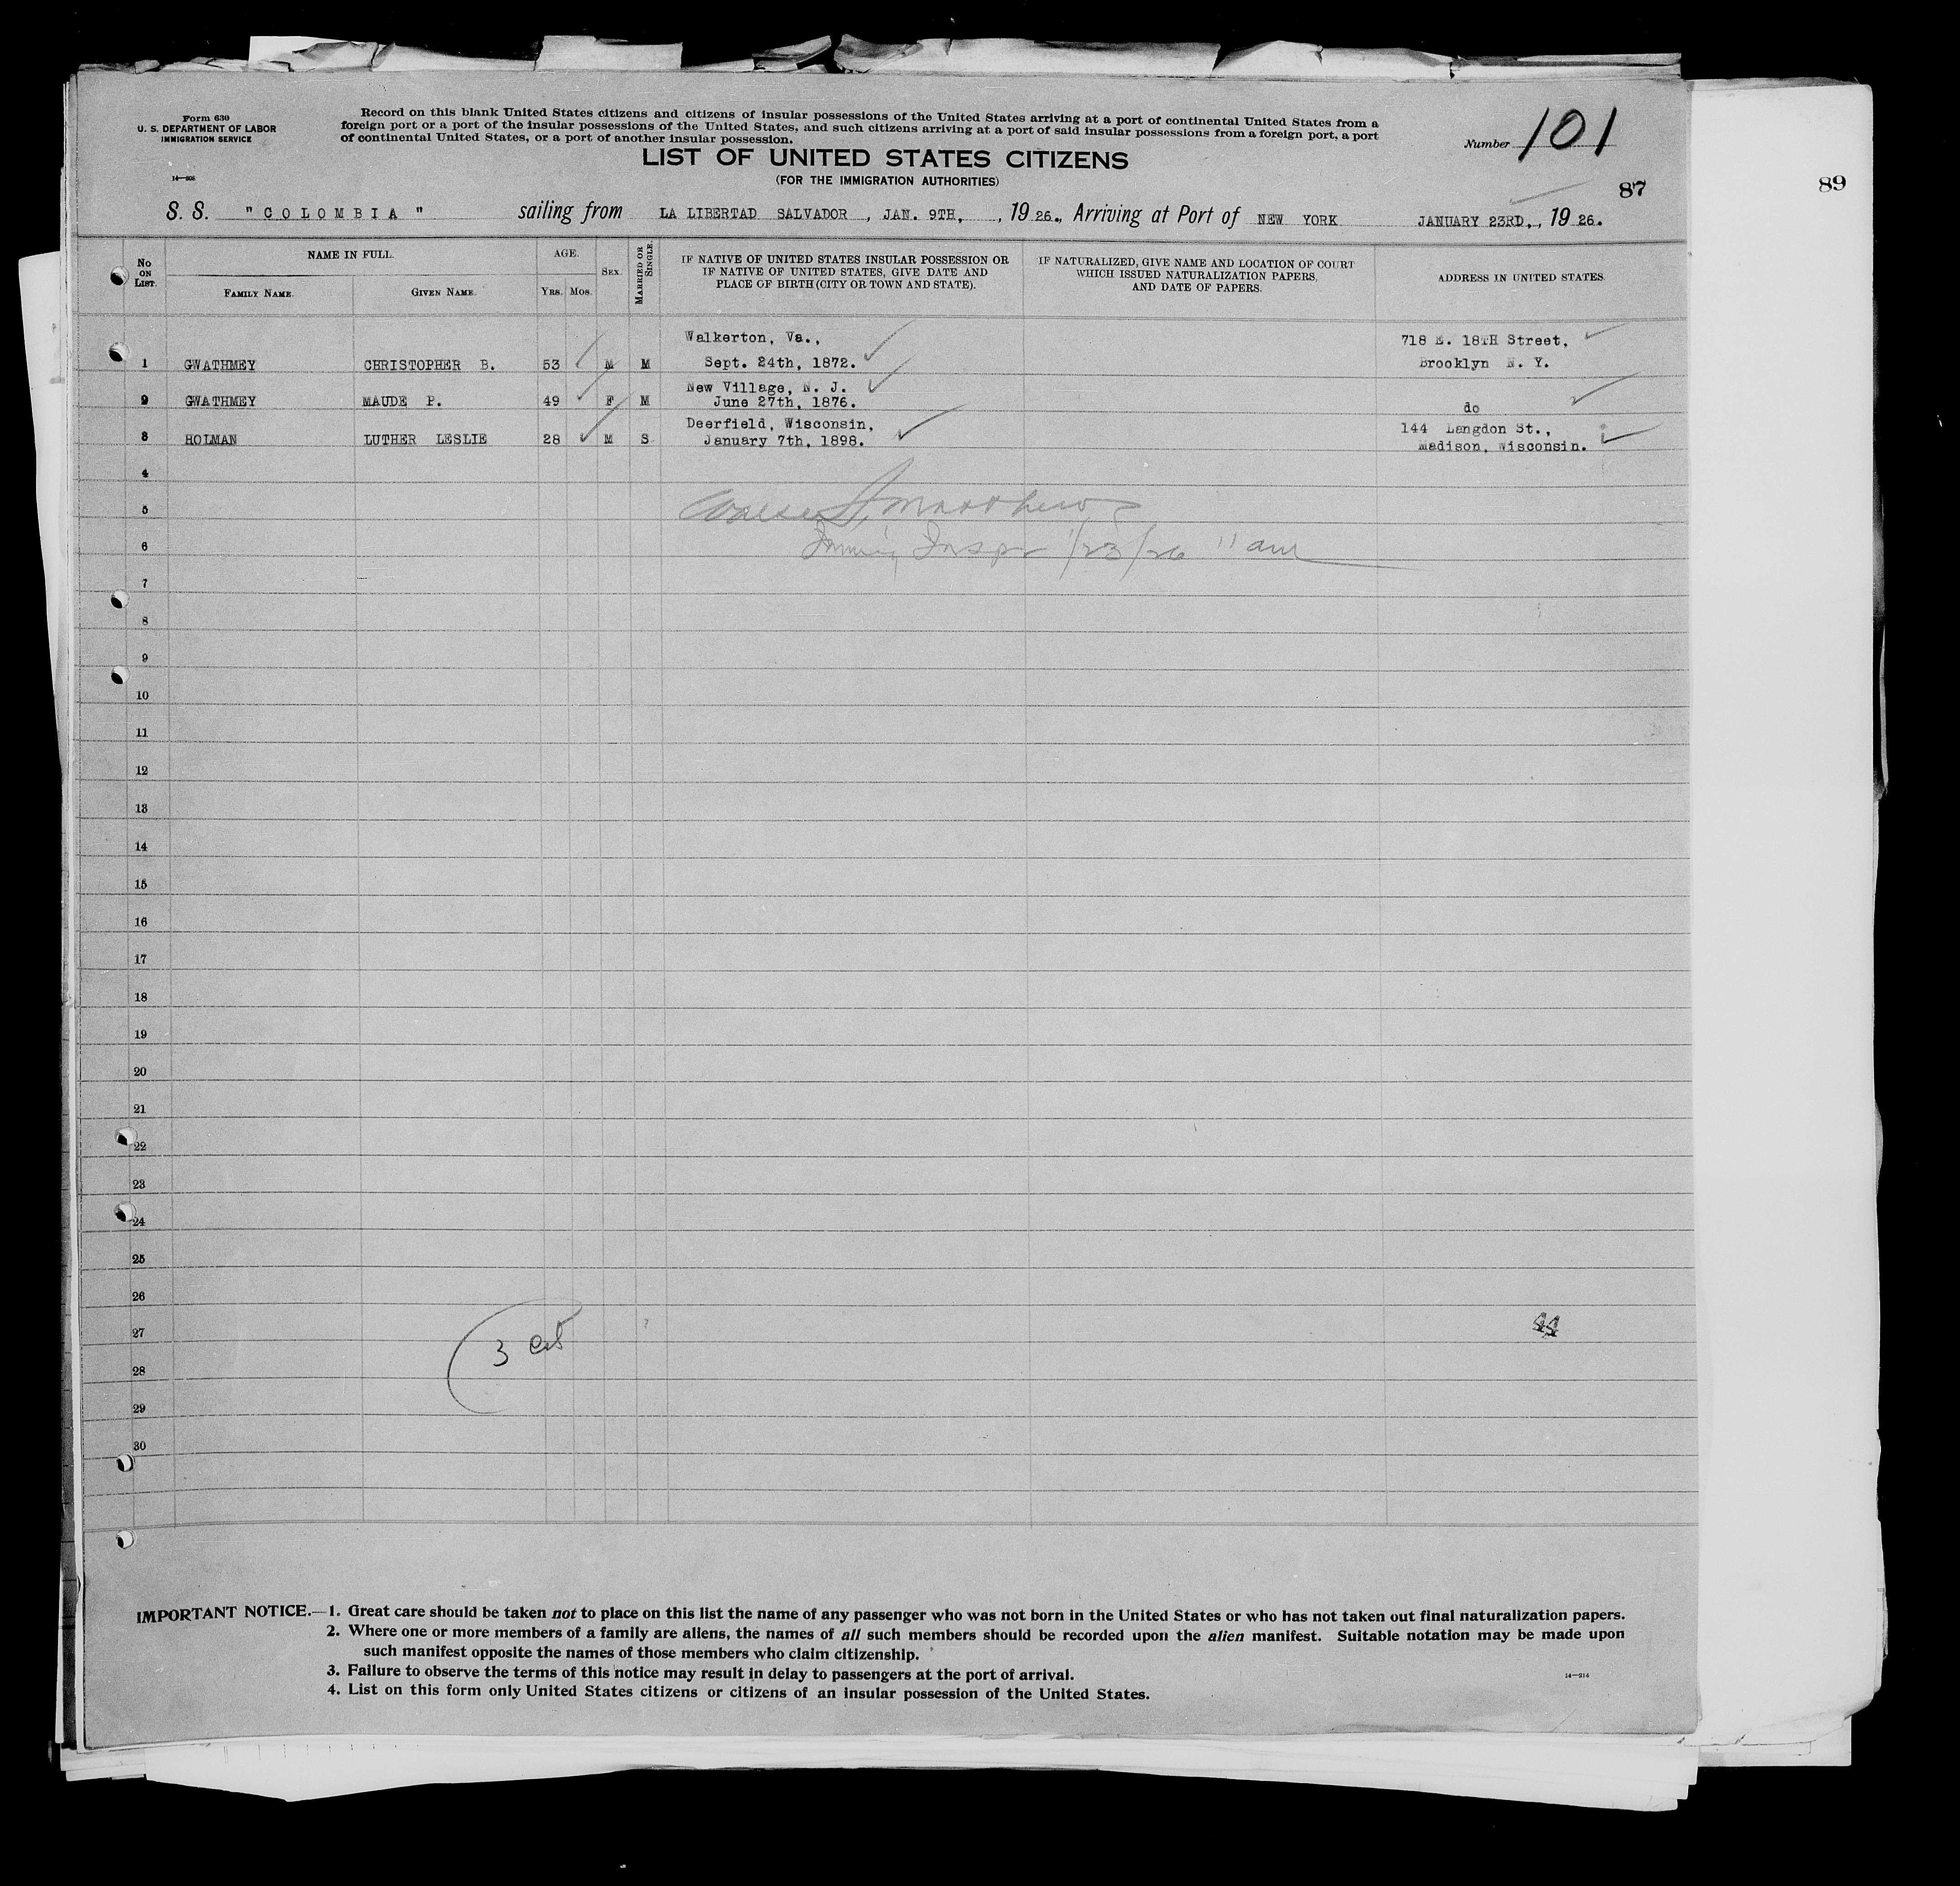 Form 630
U. S. DEPARTMENT OF LABOR
IMMIGRATION SERVICE
14—808
Record on this blank United States citizens and citizens of insular possessions of the United States arriving at a port of continental United States from a
foreign port or a port of the insular possessions of the United States, and such citizens arriving at a port of said insular possessions from a foreign port, a port
of continental United States, or a port of another insular possession.
Number 101
LIST OF UNITED STATES CITIZENS
(FOR THE IMMIGRATION AUTHORITIES)
87
89
S. S. "COLOMBIA" sailing from LA LIBERTAD SALVADOR, JAN. 9TH, , 1926., Arriving at Port of NEW YORK JANUARY 23RD., 1926.
No ON LIST. NAME IN FULL. FAMILY NAME. GIVEN NAME. AGE. YRS. MOS. SEX. MARRIED OR SINGLE. IF NATIVE OF UNITED STATES INSULAR POSSESSION OR IF NATIVE OF UNITED STATES, GIVE DATE AND PLACE OF BIRTH (CITY OR TOWN AND STATE). IF NATURALIZED, GIVE NAME AND LOCATION OF COURT WHICH ISSUED NATURALIZATION PAPERS, AND DATE OF PAPERS. ADDRESS IN UNITED STATES.
Walkerton, Va., 718 E. 18TH Street,
1 GWATHMEY CHRISTOPHER B. 53 M M Sept. 24th, 1872. Brooklyn N. Y.
New Village, N. J.
2 GWATHMEY MAUDE P. 49 F M June 27th, 1876. do
Deerfield, Wisconsin, 144 Langdon St.,
3 HOLMAN LUTHER LESLIE 28 M S January 7th, 1898. Madison, Wisconsin.
4
5 Matthews
6 Immig Inspr 1/23/26 11 am
7
8
9
10
11
12
13
14
15
16
17
18
19
20
21
22
23
24
25
26
27 44
3 cit
28
29
30
IMPORTANT NOTICE.—1. Great care should be taken not to place on this list the name of any passenger who was not born in the United States or who has not taken out final naturalization papers.
2. Where one or more members of a family are aliens, the names of all such members should be recorded upon the alien manifest. Suitable notation may be made upon
such manifest opposite the names of those members who claim citizenship.
3. Failure to observe the terms of this notice may result in delay to passengers at the port of arrival.
14—214
4. List on this form only United States citizens or citizens of an insular possession of the United States.